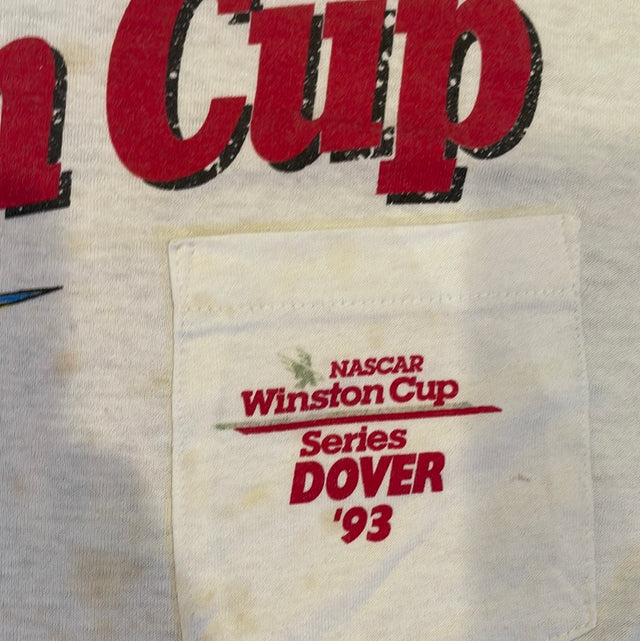 n Cup
NASCAR
Winston Cup
Series
DOVER
'93